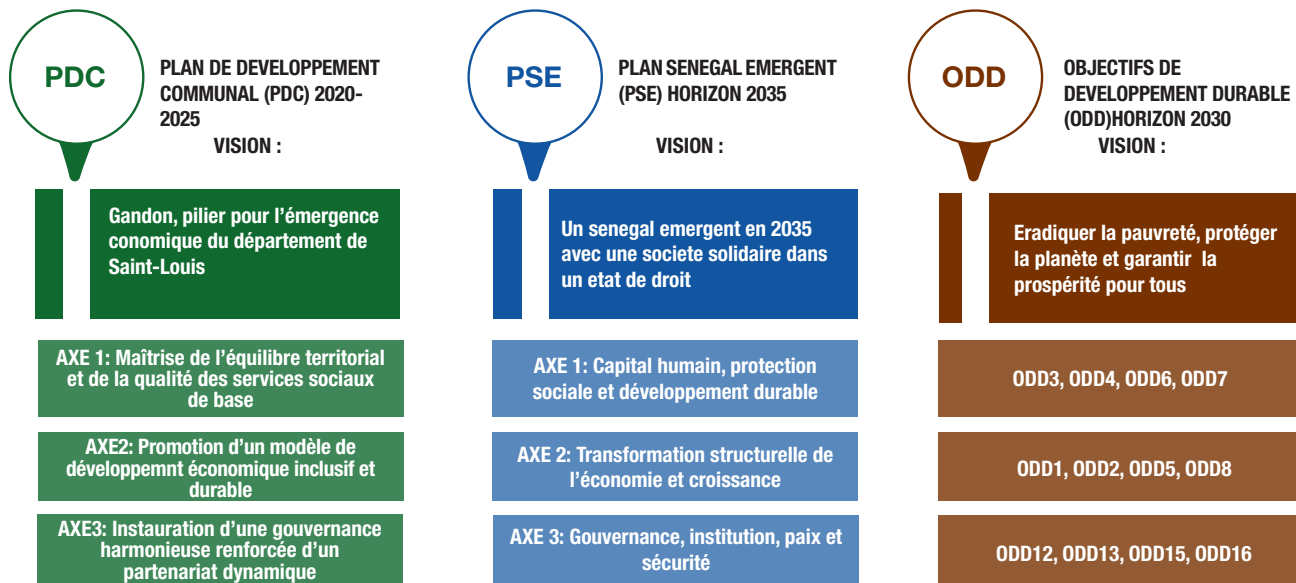 PDC
PLAN DE DEVELOPPEMENT
COMMUNAL (PDC) 2020-
2025
VISION :
Gandon, pilier pour l'émergence
conomique du département de
Saint-Louis
AXE 1: Maîtrise de l'équilibre territorial
et de la qualité des services sociaux
de base
AXE2: Promotion d'un modèle de
développemnt économique inclusif et
durable
AXE3: Instauration d'une gouvernance
harmonieuse renforcée d'un
partenariat dynamique
PSE
PLAN SENEGAL EMERGENT
(PSE) HORIZON 2035
VISION :
Un senegal emergent en 2035
avec une societe solidaire dans
un etat de droit
AXE 1: Capital humain, protection
sociale et développement durable
AXE 2: Transformation structurelle de
l'économie et croissance
AXE 3: Gouvernance, institution, paix et
sécurité
ODD
OBJECTIFS DE
DEVELOPPEMENT DURABLE
(ODD)HORIZON 2030
VISION :
Eradiquer la pauvreté, protéger
la planète et garantir la
prospérité pour tous
ODD3, ODD4, ODD6, ODD7
ODD1, ODD2, ODD5, ODD8
ODD12, ODD13, ODD15, ODD16